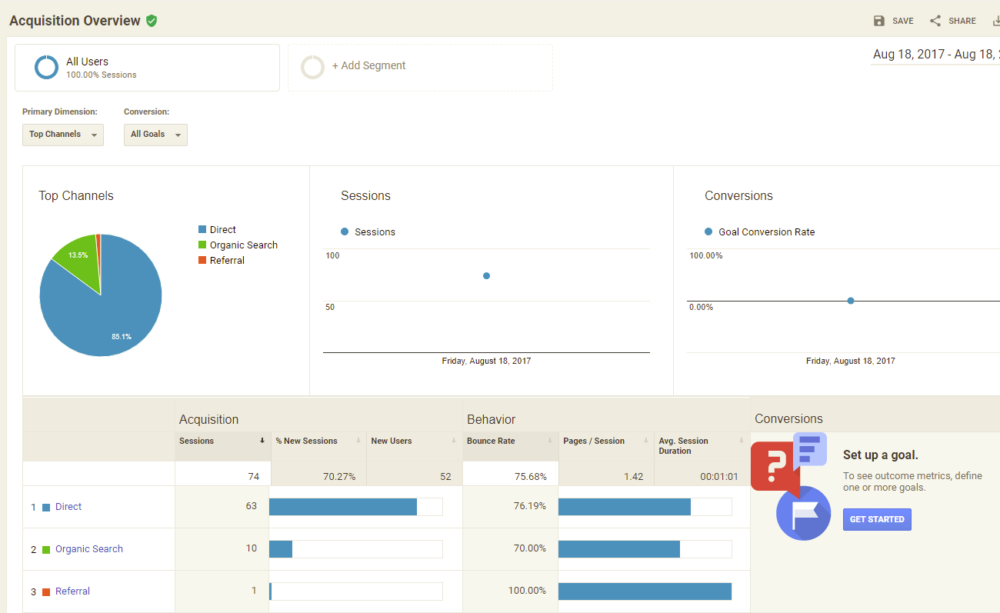 Acquisition Overview
SAVE SHARE
All Users
100.00% Sessions
+ Add Segment
Aug 18, 2017 - Aug 18,
Primary Dimension: Conversion:
Top Channels All Goals
Top Channels
Direct
Organic Search
Referral
13.5%
85.1%
Sessions
Sessions
100
50
Friday, August 18, 2017
Conversions
Goal Conversion Rate
100.00%
0.00%
Friday, August 18, 2017
Acquisition Behavior Conversions
Sessions % New Sessions New Users Bounce Rate Pages / Session Avg. Session
Duration
74 70.27% 52 75.68% 1.42 00:01:01
1 Direct 63 76.19%
2 Organic Search 10 70.00%
3 Referral 1 100.00%
?
Set up a goal.
To see outcome metrics, define
one or more goals.
GET STARTED